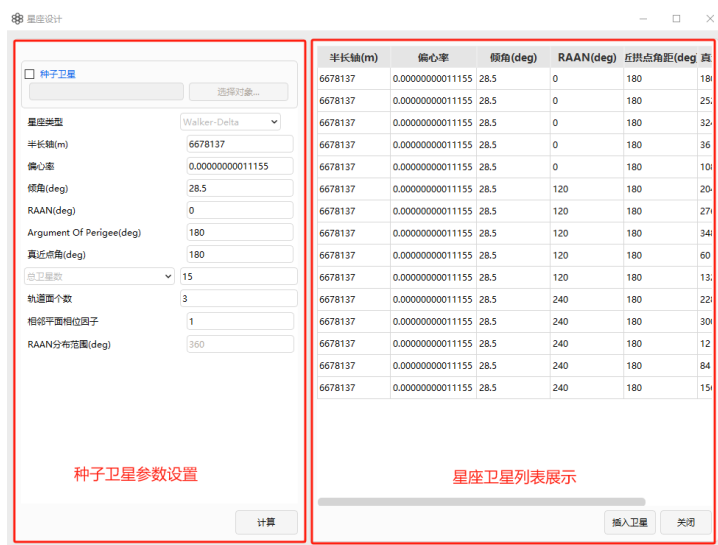 星座设计
种子卫星
选择对象...
星座类型 Walker-Delta
半长轴(m) 6678137
偏心率 0.00000000011155
倾角(deg) 28.5
RAAN(deg) 0
Argument Of Perigee(deg) 180
真近点角(deg) 180
总卫星数 15
轨道面个数 3
相邻平面相位因子 1
RAAN分布范围(deg) 360
种子卫星参数设置
计算
半长轴(m) 偏心率 倾角(deg) RAAN(deg) 近拱点角距(deg) 真
6678137 0.00000000011155 28.5 0 180 180
6678137 0.00000000011155 28.5 0 180 252
6678137 0.00000000011155 28.5 0 180 324
6678137 0.00000000011155 28.5 0 180 36
6678137 0.00000000011155 28.5 0 180 108
6678137 0.00000000011155 28.5 120 180 204
6678137 0.00000000011155 28.5 120 180 276
6678137 0.00000000011155 28.5 120 180 348
6678137 0.00000000011155 28.5 120 180 60
6678137 0.00000000011155 28.5 120 180 132
6678137 0.00000000011155 28.5 240 180 228
6678137 0.00000000011155 28.5 240 180 300
6678137 0.00000000011155 28.5 240 180 12
6678137 0.00000000011155 28.5 240 180 84
6678137 0.00000000011155 28.5 240 180 156
星座卫星列表展示
插入卫星 关闭